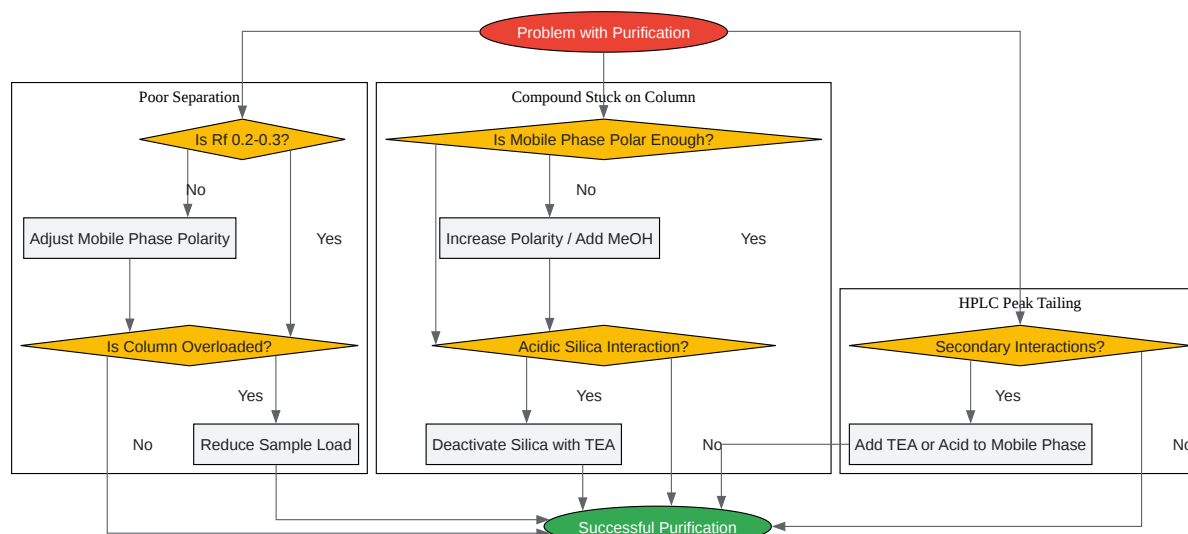 Problem with Purification
Poor Separation
Is Rf 0.2-0.3?
No
Adjust Mobile Phase Polarity
Yes
Is Column Overloaded?
Yes
No
Reduce Sample Load
Compound Stuck on Column
Is Mobile Phase Polar Enough?
No
Increase Polarity / Add MeOH
Yes
Acidic Silica Interaction?
Yes
Deactivate Silica with TEA
No
HPLC Peak Tailing
Secondary Interactions?
Yes
Add TEA or Acid to Mobile Phase
No
Successful Purification